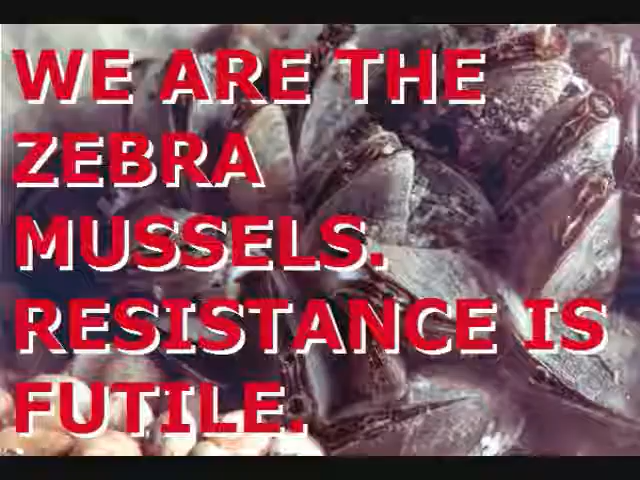 WE ARE THE
ZEBRA
MUSSELS.
RESISTANCE IS
FUTILE.